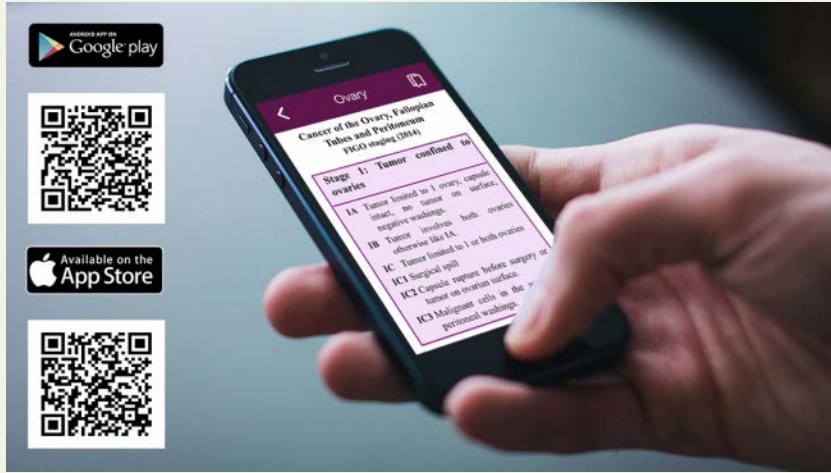 ANDROID APP ON
Google play
Available on the
App Store
Ovary
Cancer of the Ovary, Fallopian
Tubes and Peritoneum
FIGO staging (2014)
Stage I: Tumor confined to
ovaries
IA Tumor limited to 1 ovary, capsule
intact, no tumor on surface,
negative washings.
IB Tumor involves both ovaries
otherwise like IA.
IC Tumor limited to 1 or both ovaries
IC1 Surgical spill
IC2 Capsule rupture before surgery or
tumor on ovarian surface.
IC3 Malignant cells in the
peritoneal washings.